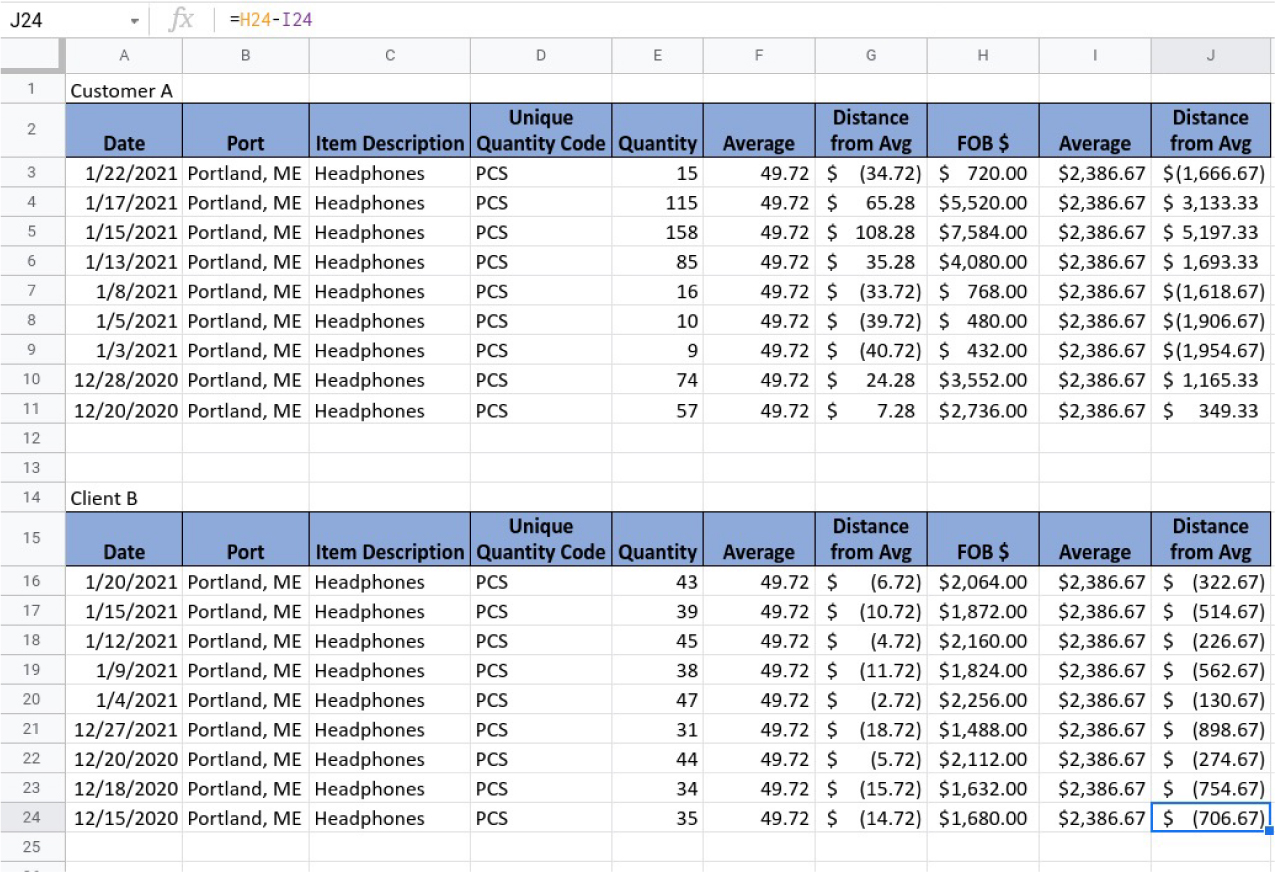 J24 fx =H24-I24
A B C D E F G H I J
1 Customer A
2 Date Port Item Description Unique Quantity Code Quantity Average Distance from Avg FOB $ Average Distance from Avg
3 1/22/2021 Portland, ME Headphones PCS 15 49.72 $ (34.72) $ 720.00 $2,386.67 $(1,666.67)
4 1/17/2021 Portland, ME Headphones PCS 115 49.72 $ 65.28 $5,520.00 $2,386.67 $ 3,133.33
5 1/15/2021 Portland, ME Headphones PCS 158 49.72 $ 108.28 $7,584.00 $2,386.67 $ 5,197.33
6 1/13/2021 Portland, ME Headphones PCS 85 49.72 $ 35.28 $4,080.00 $2,386.67 $ 1,693.33
7 1/8/2021 Portland, ME Headphones PCS 16 49.72 $ (33.72) $ 768.00 $2,386.67 $(1,618.67)
8 1/5/2021 Portland, ME Headphones PCS 10 49.72 $ (39.72) $ 480.00 $2,386.67 $(1,906.67)
9 1/3/2021 Portland, ME Headphones PCS 9 49.72 $ (40.72) $ 432.00 $2,386.67 $(1,954.67)
10 12/28/2020 Portland, ME Headphones PCS 74 49.72 $ 24.28 $3,552.00 $2,386.67 $ 1,165.33
11 12/20/2020 Portland, ME Headphones PCS 57 49.72 $ 7.28 $2,736.00 $2,386.67 $ 349.33
12
13
14 Client B
15 Date Port Item Description Unique Quantity Code Quantity Average Distance from Avg FOB $ Average Distance from Avg
16 1/20/2021 Portland, ME Headphones PCS 43 49.72 $ (6.72) $2,064.00 $2,386.67 $ (322.67)
17 1/15/2021 Portland, ME Headphones PCS 39 49.72 $ (10.72) $1,872.00 $2,386.67 $ (514.67)
18 1/12/2021 Portland, ME Headphones PCS 45 49.72 $ (4.72) $2,160.00 $2,386.67 $ (226.67)
19 1/9/2021 Portland, ME Headphones PCS 38 49.72 $ (11.72) $1,824.00 $2,386.67 $ (562.67)
20 1/4/2021 Portland, ME Headphones PCS 47 49.72 $ (2.72) $2,256.00 $2,386.67 $ (130.67)
21 12/27/2021 Portland, ME Headphones PCS 31 49.72 $ (18.72) $1,488.00 $2,386.67 $ (898.67)
22 12/20/2020 Portland, ME Headphones PCS 44 49.72 $ (5.72) $2,112.00 $2,386.67 $ (274.67)
23 12/18/2020 Portland, ME Headphones PCS 34 49.72 $ (15.72) $1,632.00 $2,386.67 $ (754.67)
24 12/15/2020 Portland, ME Headphones PCS 35 49.72 $ (14.72) $1,680.00 $2,386.67 $ (706.67)
25